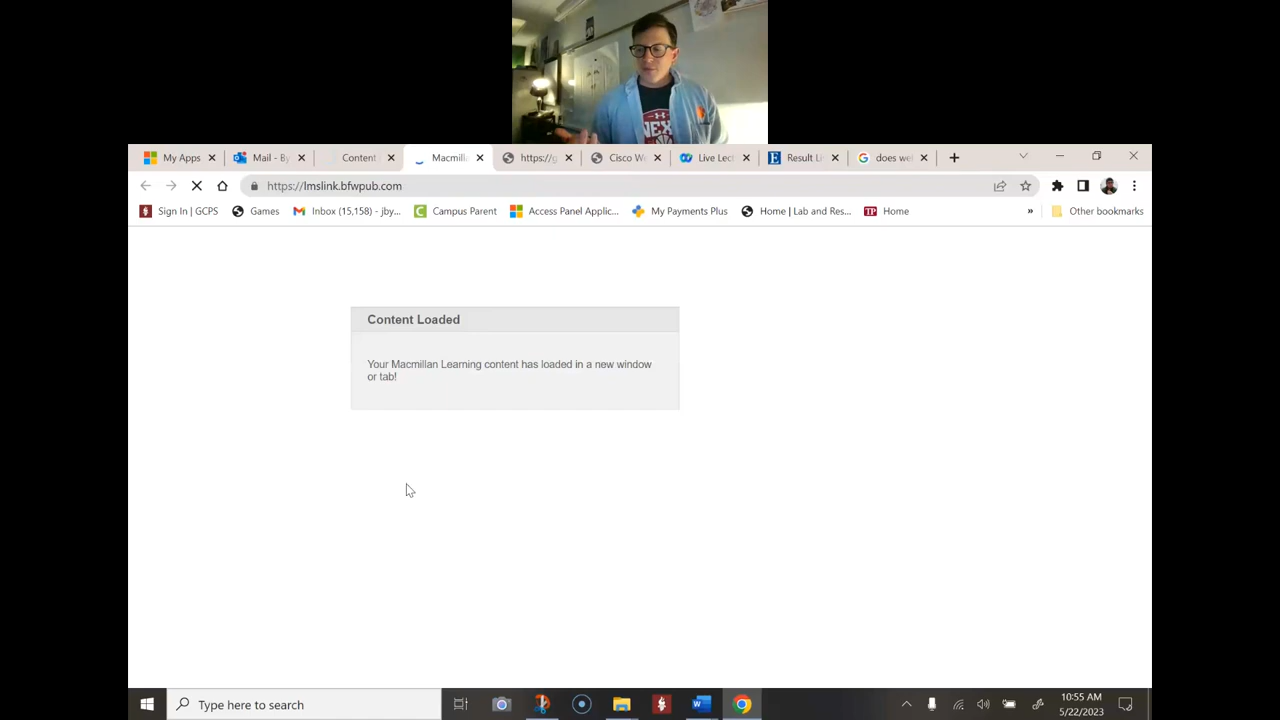 NEX
My Apps
Mail - By
Content
Macmill
https://g
Cisco W
Live Lect
Result Li
does wel
https://lmslink.bfwpub.com
Sign In | GCPS
Games
Inbox (15,158) - jby...
Campus Parent
Access Panel Applic...
My Payments Plus
Home | Lab and Res...
TP
Home
»
Other bookmarks
Content Loaded
Your Macmillan Learning content has loaded in a new window
or tab!
Type here to search
10:55 AM
5/22/2023